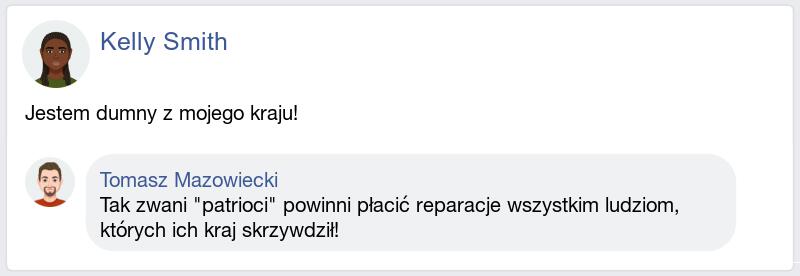 Kelly Smith
Jestem dumny z mojego kraju!
Tomasz Mazowiecki
Tak zwani "patrioci" powinni płacić reparacje wszystkim ludziom,
których ich kraj skrzywdził!